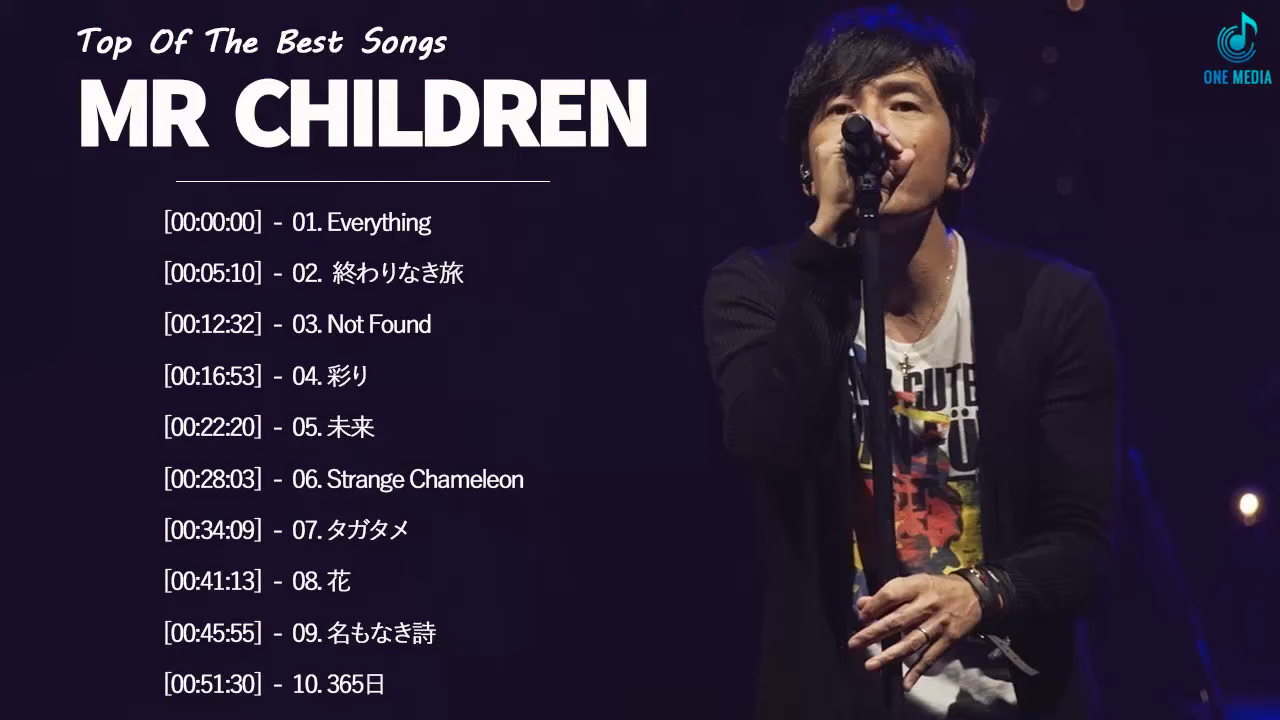 Top Of The Best Songs
MR CHILDREN
ONE MEDIA
[00:00:00] - 01. Everything
[00:05:10] - 02. 終わりなき旅
[00:12:32] - 03. Not Found
[00:16:53] - 04. 彩り
[00:22:20] - 05. 未来
[00:28:03] - 06. Strange Chameleon
[00:34:09] - 07. タガタメ
[00:41:13] - 08. 花
[00:45:55] - 09. 名もなき詩
[00:51:30] - 10. 365日
CUTE